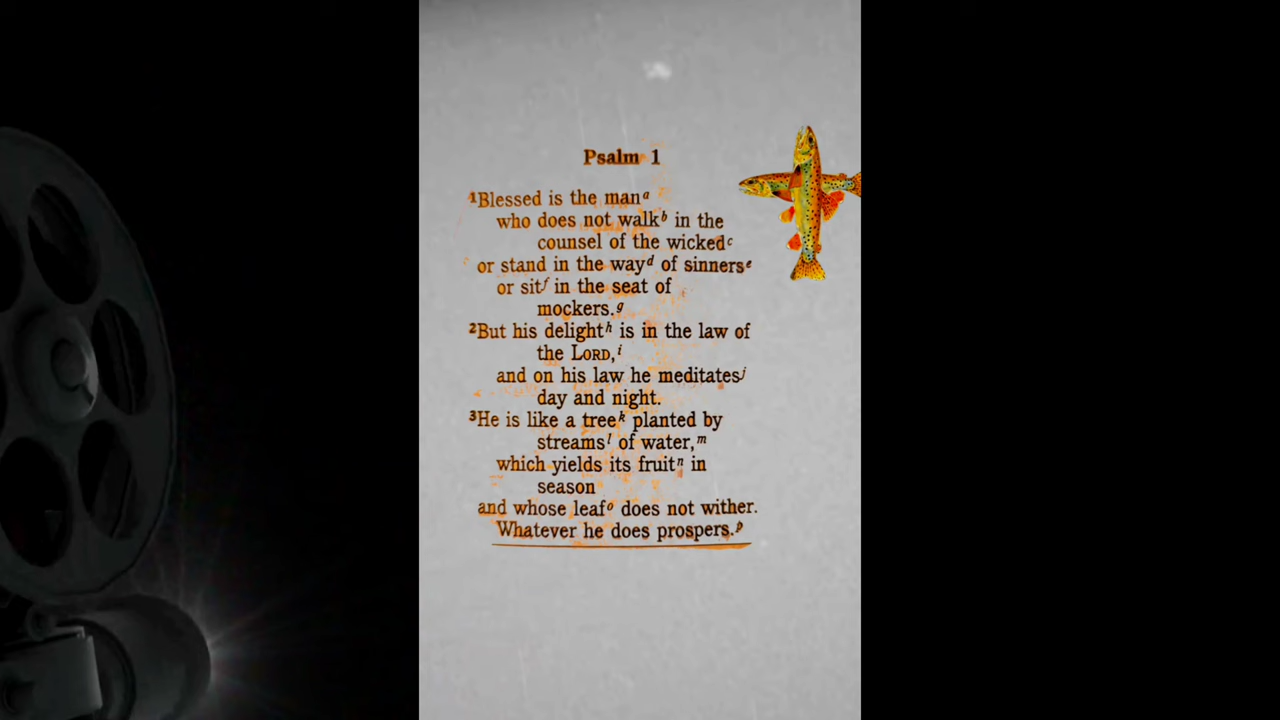 Psalm 1
¹Blessed is the manᵃ
who does not walkᵇ in the
counsel of the wickedᶜ
or stand in the wayᵈ of sinnersᵉ
or sitᶠ in the seat of
mockers.ᵍ
²But his delightʰ is in the law of
the LORD,ⁱ
and on his law he meditatesʲ
day and night.
³He is like a treeᵏ planted by
streamsˡ of water,ᵐ
which yields its fruitⁿ in
season
and whose leafᵒ does not wither.
Whatever he does prospers.ᵖ